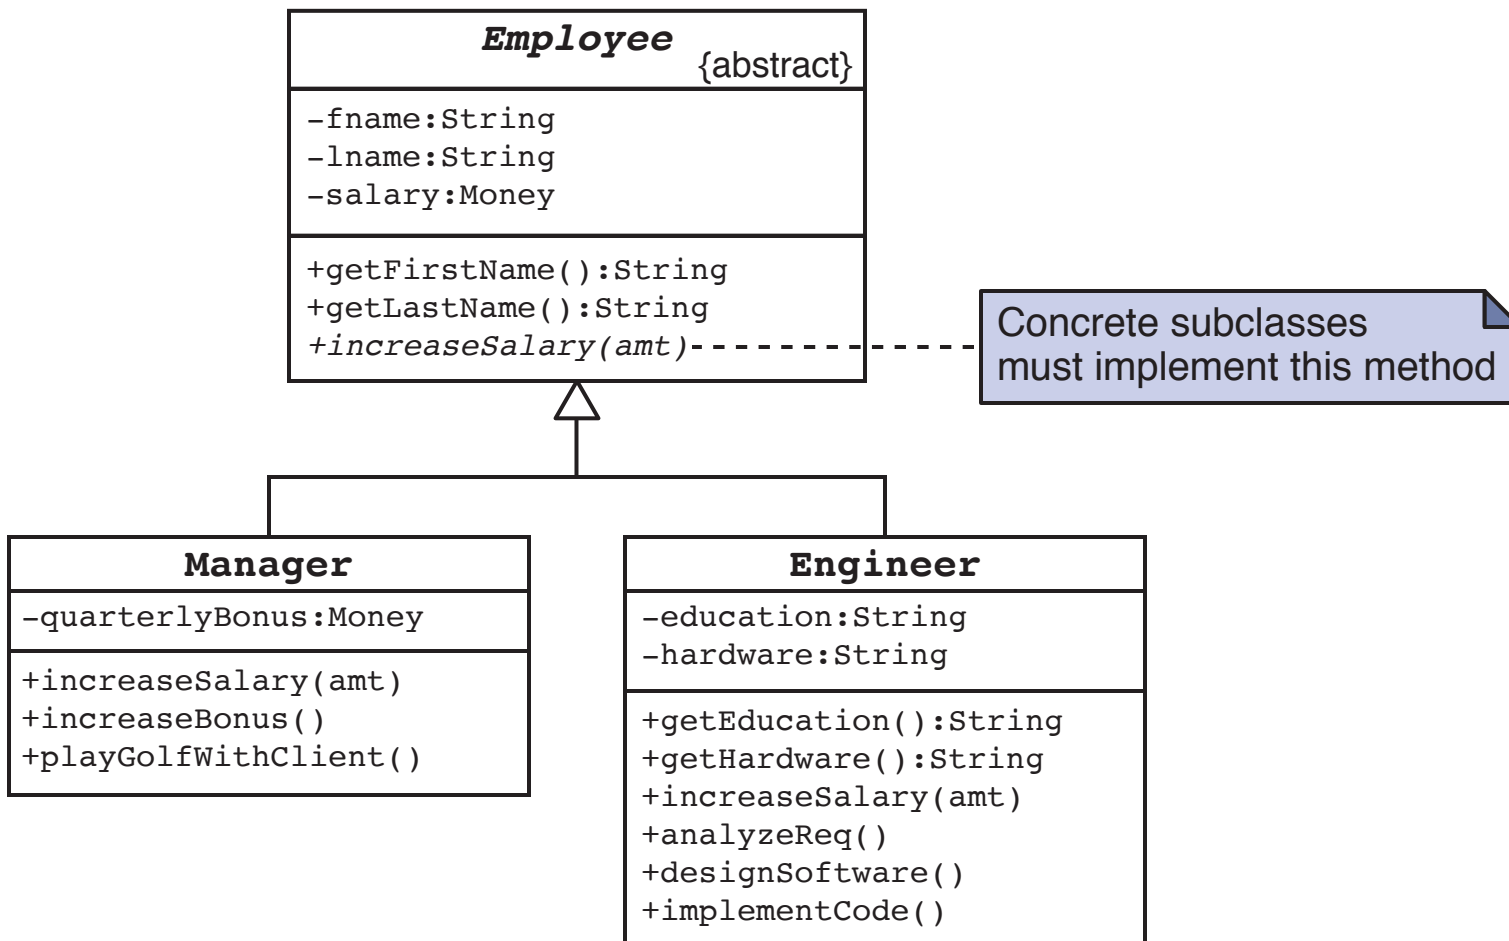 Employee
{abstract}
-fname:String
-lname:String
-salary:Money
+getFirstName():String
+getLastName():String
+increaseSalary(amt)
Concrete subclasses
must implement this method
Manager
-quarterlyBonus:Money
+increaseSalary(amt)
+increaseBonus()
+playGolfWithClient()
Engineer
-education:String
-hardware:String
+getEducation():String
+getHardware():String
+increaseSalary(amt)
+analyzeReq()
+designSoftware()
+implementCode()